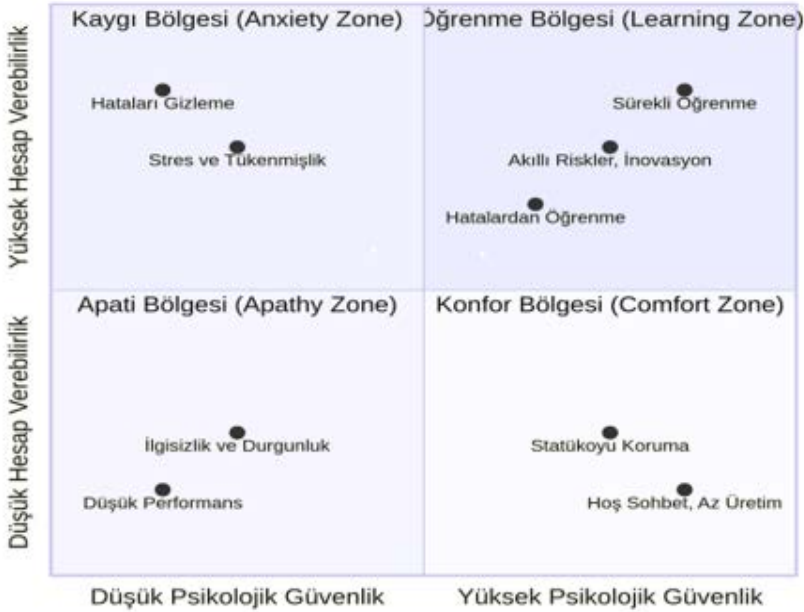 Kaygı Bölgesi (Anxiety Zone)
Öğrenme Bölgesi (Learning Zone)
Yüksek Hesap Verebilirlik
Hataları Gizleme
Stres ve Tükenmişlik
Sürekli Öğrenme
Akıllı Riskler, İnovasyon
Hatalardan Öğrenme
Apati Bölgesi (Apathy Zone)
Konfor Bölgesi (Comfort Zone)
Düşük Hesap Verebilirlik
İlgisizlik ve Durgunluk
Düşük Performans
Statükoyu Koruma
Hoş Sohbet, Az Üretim
Düşük Psikolojik Güvenlik
Yüksek Psikolojik Güvenlik